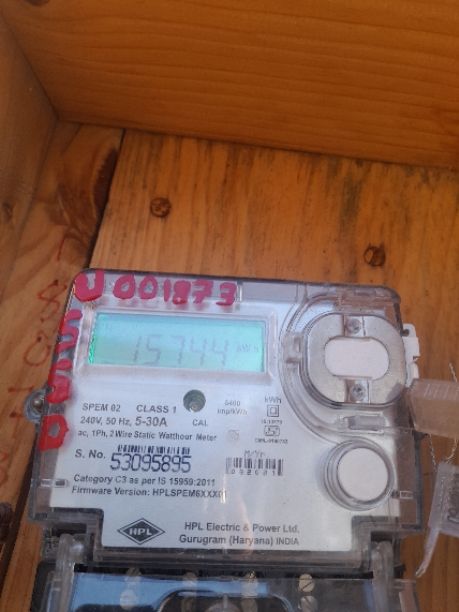 U 001873
15744 kWh
SPEM 02 CLASS 1
240V, 50 Hz, 5-30A CAL
ac, 1Ph, 2 Wire Static Watthour Meter
kWh
imp/kWh
S. No. 53095895
Category C3 as per IS 15959:2011
Firmware Version: HPLSPEM6XXX01
HPL
HPL Electric & Power Ltd.
Gurugram (Haryana) INDIA